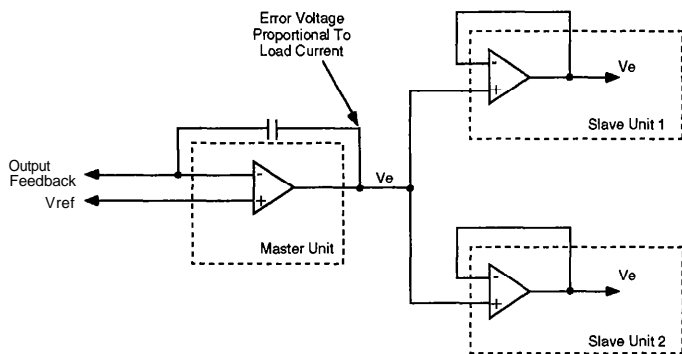 Error Voltage
Proportional To
Load Current
-
+
Ve
Slave Unit 1
Output
Feedback
Vref
-
+
Master Unit
Ve
-
+
Ve
Slave Unit 2